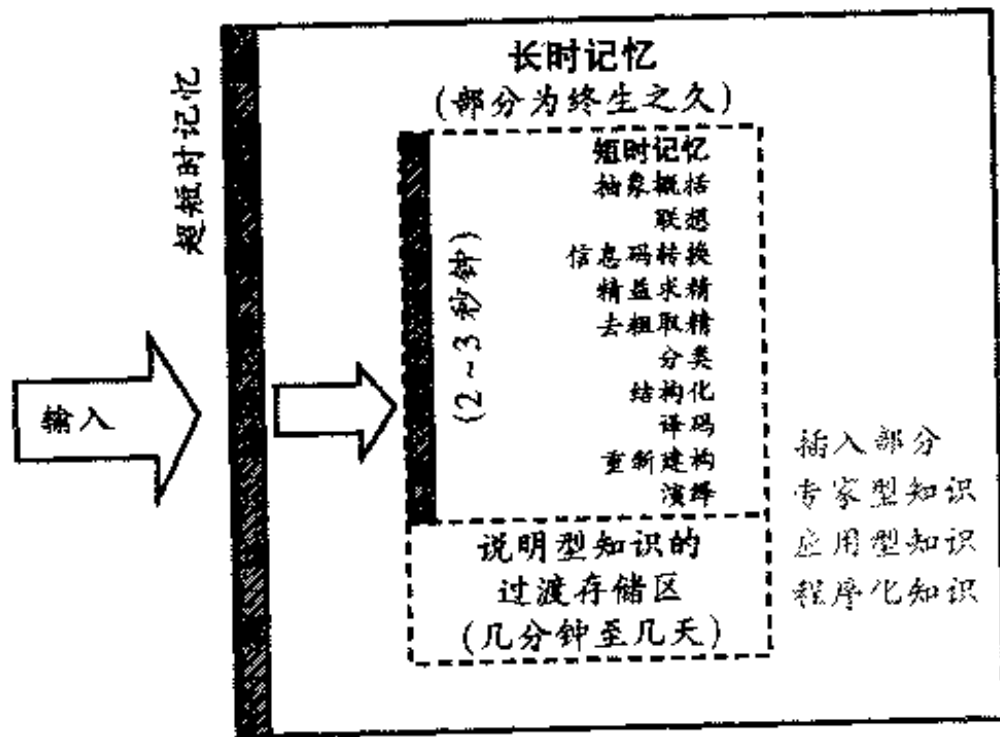 超短时记忆
长时记忆
(部分为终生之久)
短时记忆
抽象概括
联想
信息码转换
精益求精
去粗取精
分类
结构化
译码
重新建构
演绎
(2~3秒钟)
输入
说明型知识的
过渡存储区
(几分钟至几天)
插入部分
专家型知识
应用型知识
程序化知识